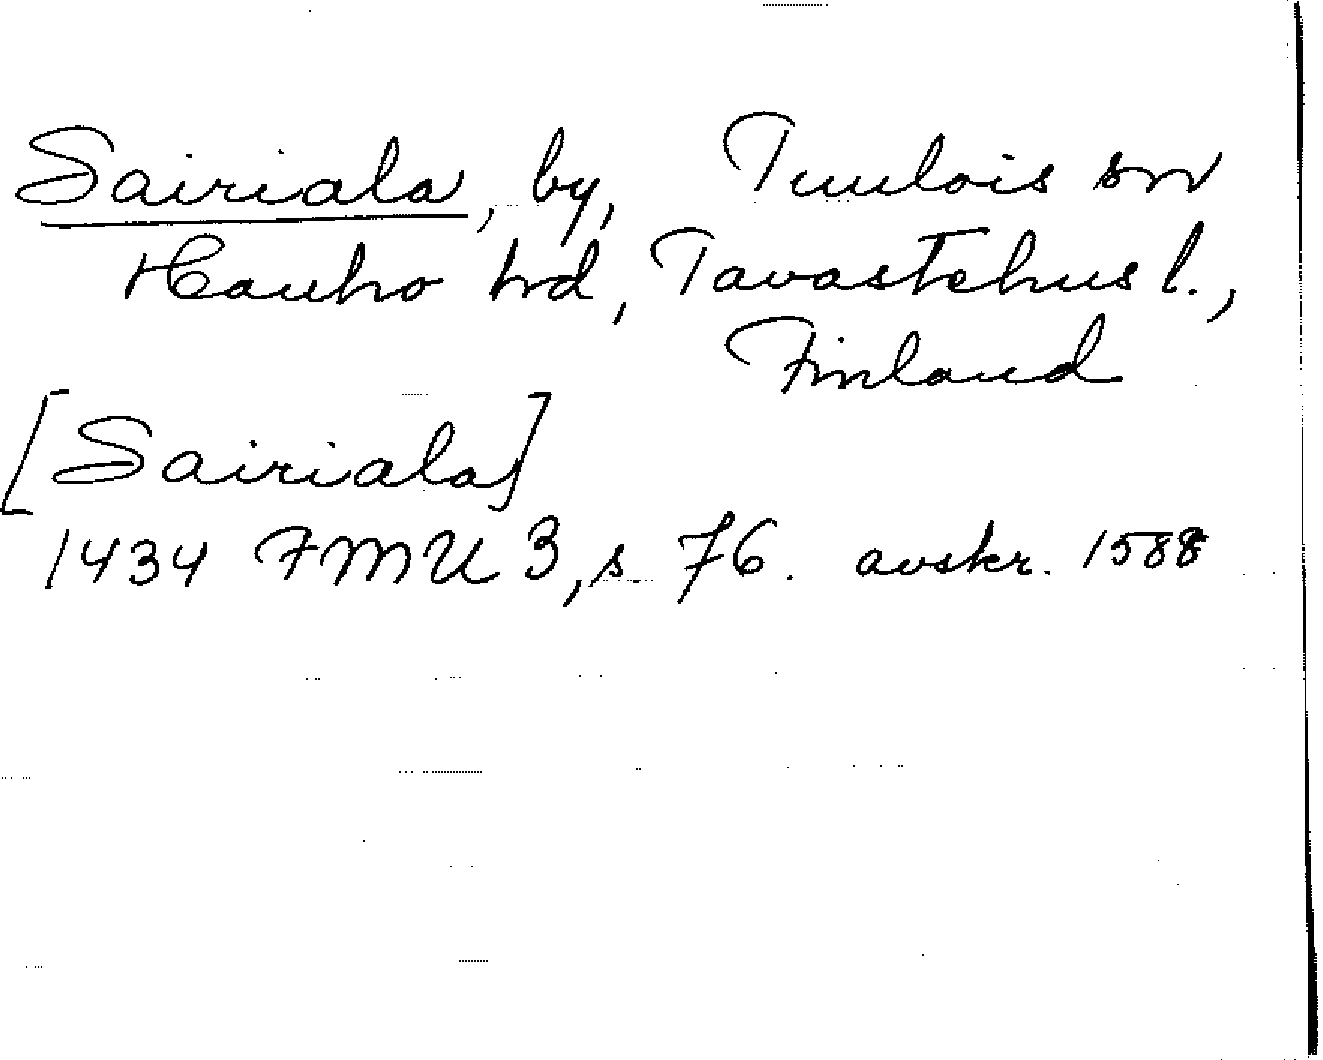 Sairiala, by, Tuulois sn
Hauho hd, Tavastehus l.,
Finland
[Sairiala]
1434 FMU 3, s 76. avskr. 1588